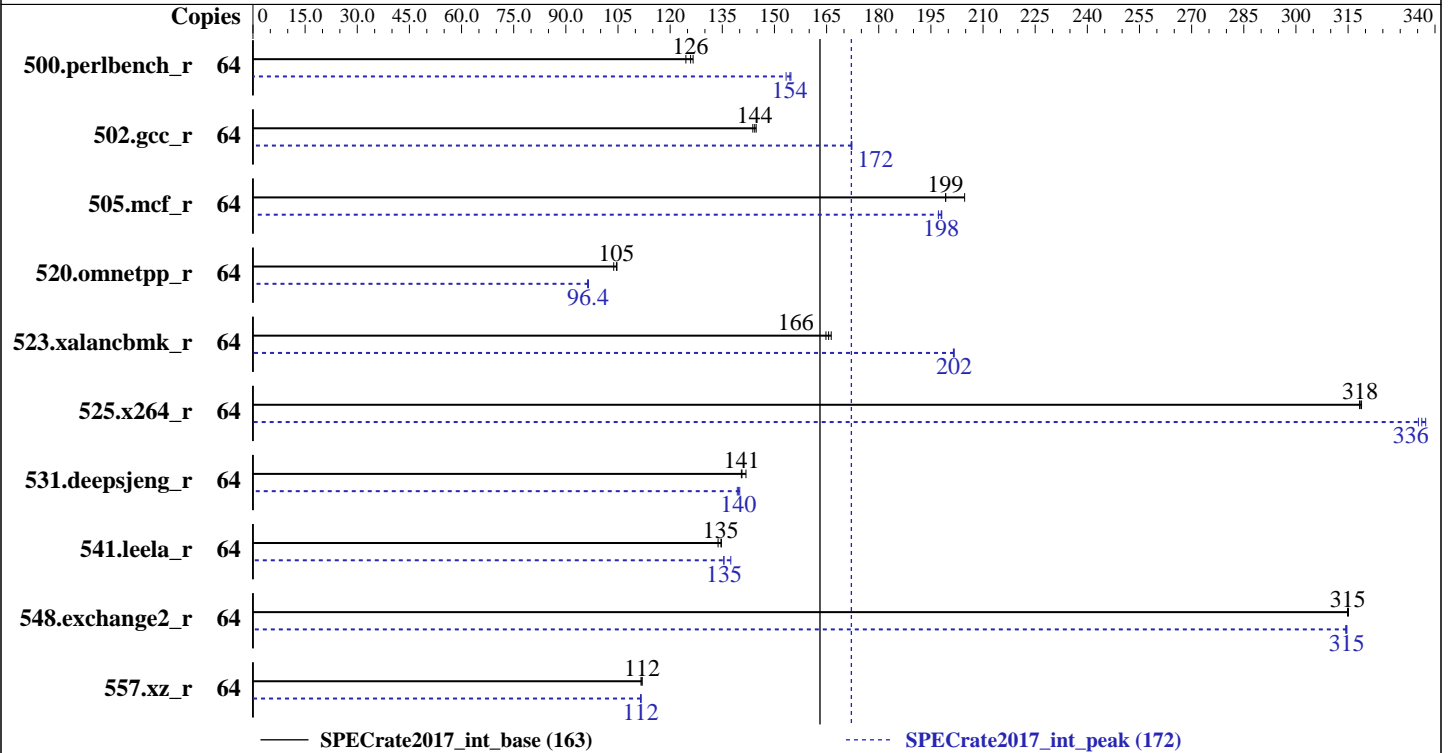 Copies 0 15.0 30.0 45.0 60.0 75.0 90.0 105 120 135 150 165 180 195 210 225 240 255 270 285 300 315 340
500.perlbench_r 64 126
154
502.gcc_r 64 144
172
505.mcf_r 64 199
198
520.omnetpp_r 64 105
96.4
523.xalancbmk_r 64 166
202
525.x264_r 64 318
336
531.deepsjeng_r 64 141
140
541.leela_r 64 135
135
548.exchange2_r 64 315
315
557.xz_r 64 112
112
SPECrate2017_int_base (163) SPECrate2017_int_peak (172)